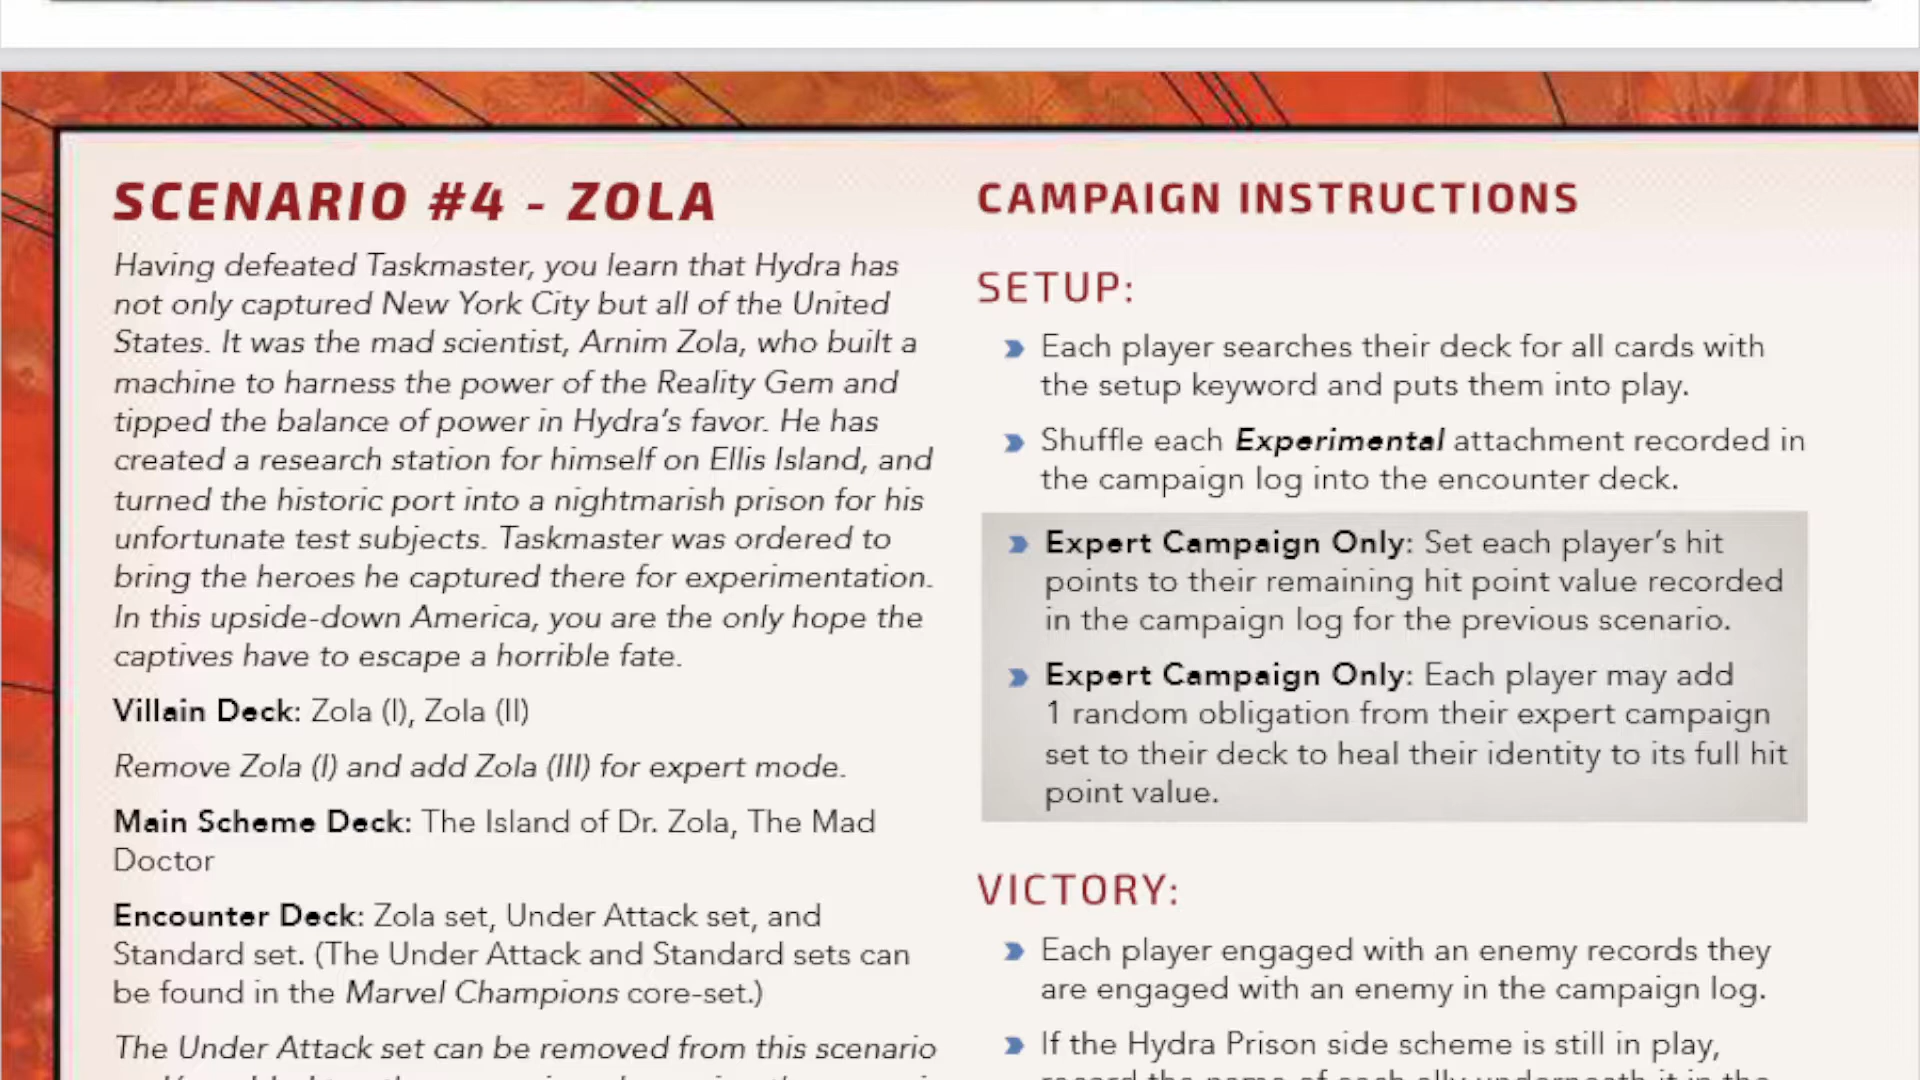 SCENARIO #4 - ZOLA
Having defeated Taskmaster, you learn that Hydra has
not only captured New York City but all of the United
States. It was the mad scientist, Arnim Zola, who built a
machine to harness the power of the Reality Gem and
tipped the balance of power in Hydra's favor. He has
created a research station for himself on Ellis Island, and
turned the historic port into a nightmarish prison for his
unfortunate test subjects. Taskmaster was ordered to
bring the heroes he captured there for experimentation.
In this upside-down America, you are the only hope the
captives have to escape a horrible fate.
Villain Deck: Zola (I), Zola (II)
Remove Zola (I) and add Zola (III) for expert mode.
Main Scheme Deck: The Island of Dr. Zola, The Mad
Doctor
Encounter Deck: Zola set, Under Attack set, and
Standard set. (The Under Attack and Standard sets can
be found in the Marvel Champions core-set.)
The Under Attack set can be removed from this scenario
CAMPAIGN INSTRUCTIONS
SETUP:
Each player searches their deck for all cards with
the setup keyword and puts them into play.
Shuffle each Experimental attachment recorded in
the campaign log into the encounter deck.
Expert Campaign Only: Set each player's hit
points to their remaining hit point value recorded
in the campaign log for the previous scenario.
Expert Campaign Only: Each player may add
1 random obligation from their expert campaign
set to their deck to heal their identity to its full hit
point value.
VICTORY:
Each player engaged with an enemy records they
are engaged with an enemy in the campaign log.
If the Hydra Prison side scheme is still in play,
record the name of each ally underneath it in the